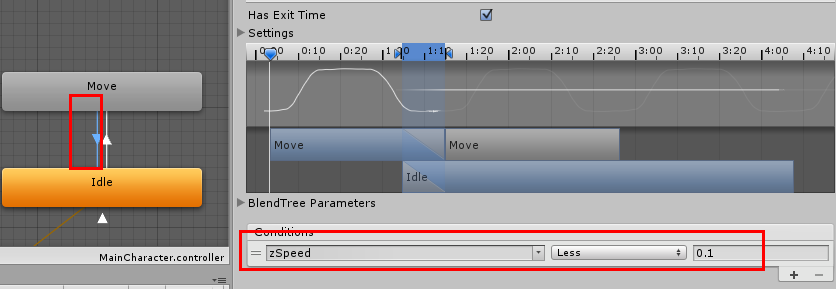 Has Exit Time
Settings
0:00 0:10 0:20 1:00 1:10 1:20 2:00 2:10 2:20 3:00 3:10 3:20 4:00 4:10
Move
Move Move
Idle
Idle
BlendTree Parameters
Conditions
zSpeed Less 0.1
MainCharacter.controller